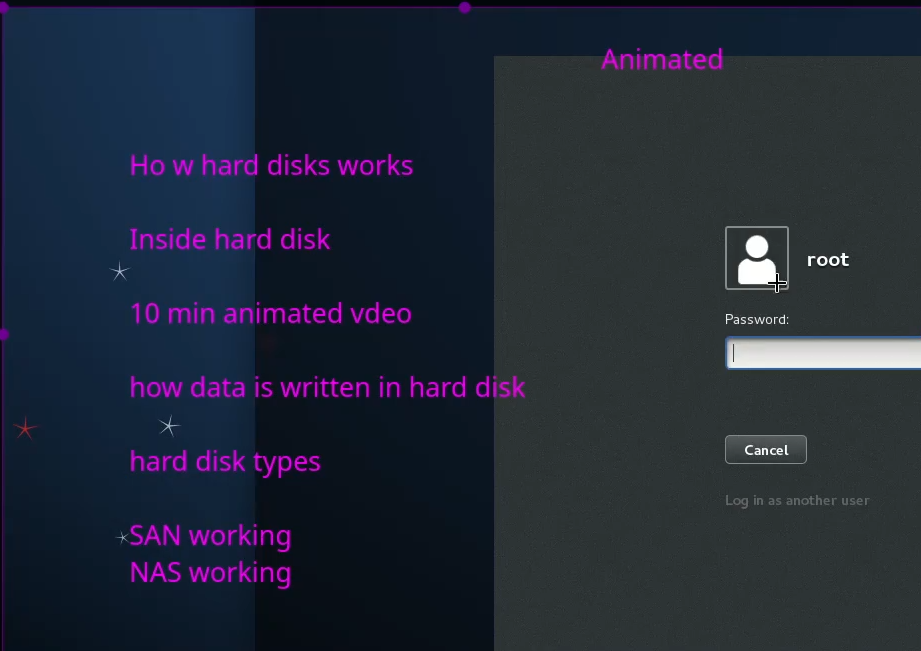 Animated
Ho w hard disks works
Inside hard disk
10 min animated vdeo
how data is written in hard disk
hard disk types
SAN working
NAS working
root
Password:
Cancel
Log in as another user